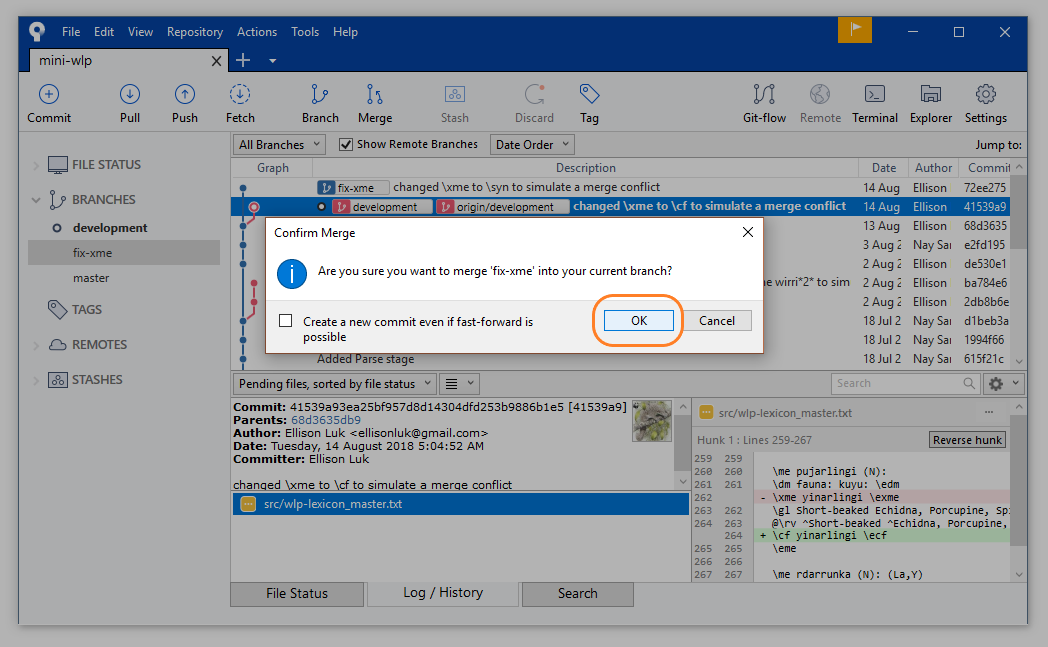 File Edit View Repository Actions Tools Help
mini-wlp
Commit Pull Push Fetch Branch Merge Stash Discard Tag Git-flow Remote Terminal Explorer Settings
All Branches Show Remote Branches Date Order Jump to:
Graph Description Date Author Commit
fix-xme changed \xme to \syn to simulate a merge conflict 14 Aug Ellison 72ee275
development origin/development changed \xme to \cf to simulate a merge conflict 14 Aug Ellison 41539a9
13 Aug Ellison 68d3635
3 Aug 2 Nay San e2fd195
2 Aug 2 Ellison de530e1
e wirri*2* to sim 2 Aug 2 Ellison ba784e6
2 Aug 2 Ellison 2db8b6e
18 Jul 2 Nay San d1beb3a
18 Jul 2 Nay San 1994f66
Added Parse stage 18 Jul 2 Nay San 615f21c
FILE STATUS
BRANCHES
development
fix-xme
master
TAGS
REMOTES
STASHES
Confirm Merge
Are you sure you want to merge 'fix-xme' into your current branch?
Create a new commit even if fast-forward is
possible
OK Cancel
Pending files, sorted by file status Search
Commit: 41539a93ea25bf957d8d14304dfd253b9886b1e5 [41539a9]
Parents: 68d3635db9
Author: Ellison Luk <ellisonluk@gmail.com>
Date: Tuesday, 14 August 2018 5:04:52 AM
Committer: Ellison Luk
changed \xme to \cf to simulate a merge conflict
src/wlp-lexicon_master.txt
src/wlp-lexicon_master.txt
Hunk 1 : Lines 259-267 Reverse hunk
259 259
260 260 \me pujarlingi (N):
261 261 \dm fauna: kuyu: \edm
262 - \xme yinarlingi \exme
263 262 \gl Short-beaked Echidna, Porcupine, Spi
264 263 @\rv ^Short-beaked ^Echidna, Porcupine,
264 + \cf yinarlingi \ecf
265 265 \eme
266 266
267 267 \me rdarrunka (N): (La,Y)
File Status Log / History Search